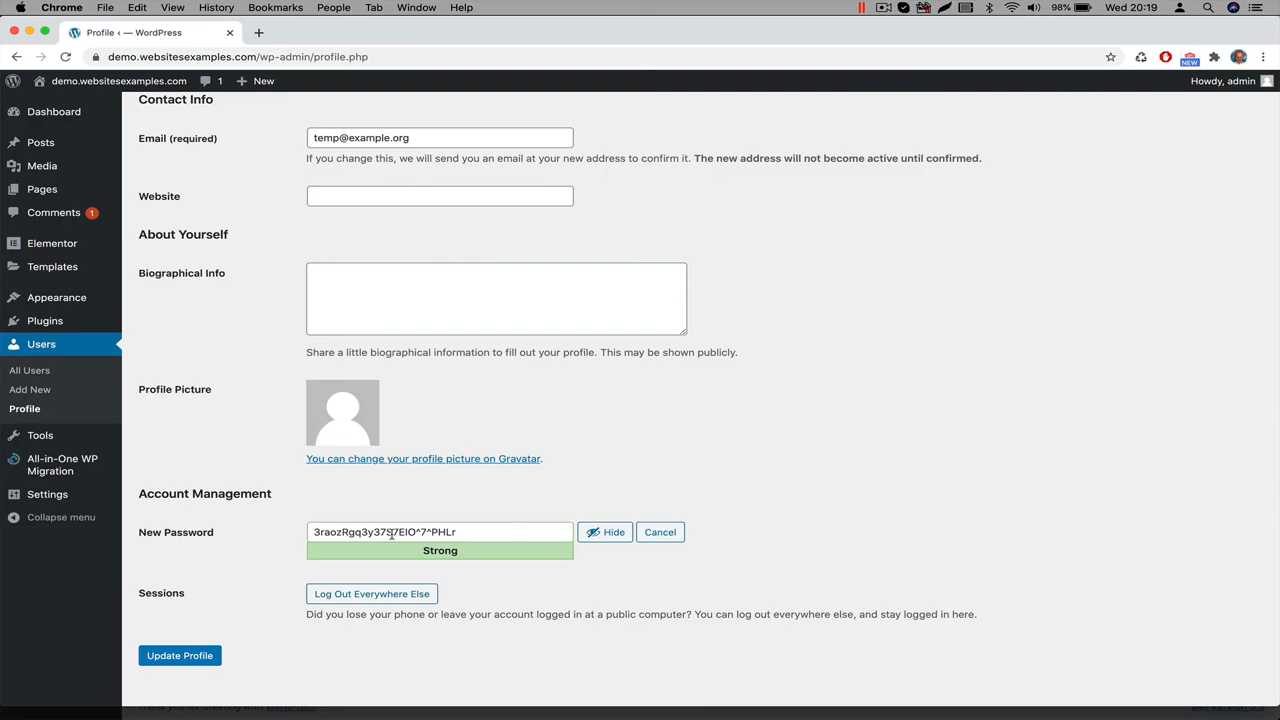 Chrome File Edit View History Bookmarks People Tab Window Help 98% Wed 20:19
Profile ‹ — WordPress
demo.websitesexamples.com/wp-admin/profile.php
NEW
demo.websitesexamples.com 1 New Howdy, admin
Dashboard
Posts
Media
Pages
Comments 1
Elementor
Templates
Appearance
Plugins
Users
All Users
Add New
Profile
Tools
All-in-One WP
Migration
Settings
Collapse menu
Contact Info
Email (required) temp@example.org
If you change this, we will send you an email at your new address to confirm it. The new address will not become active until confirmed.
Website
About Yourself
Biographical Info
Share a little biographical information to fill out your profile. This may be shown publicly.
Profile Picture
You can change your profile picture on Gravatar.
Account Management
New Password Hide Cancel
Strong
Sessions Log Out Everywhere Else
Did you lose your phone or leave your account logged in at a public computer? You can log out everywhere else, and stay logged in here.
Update Profile